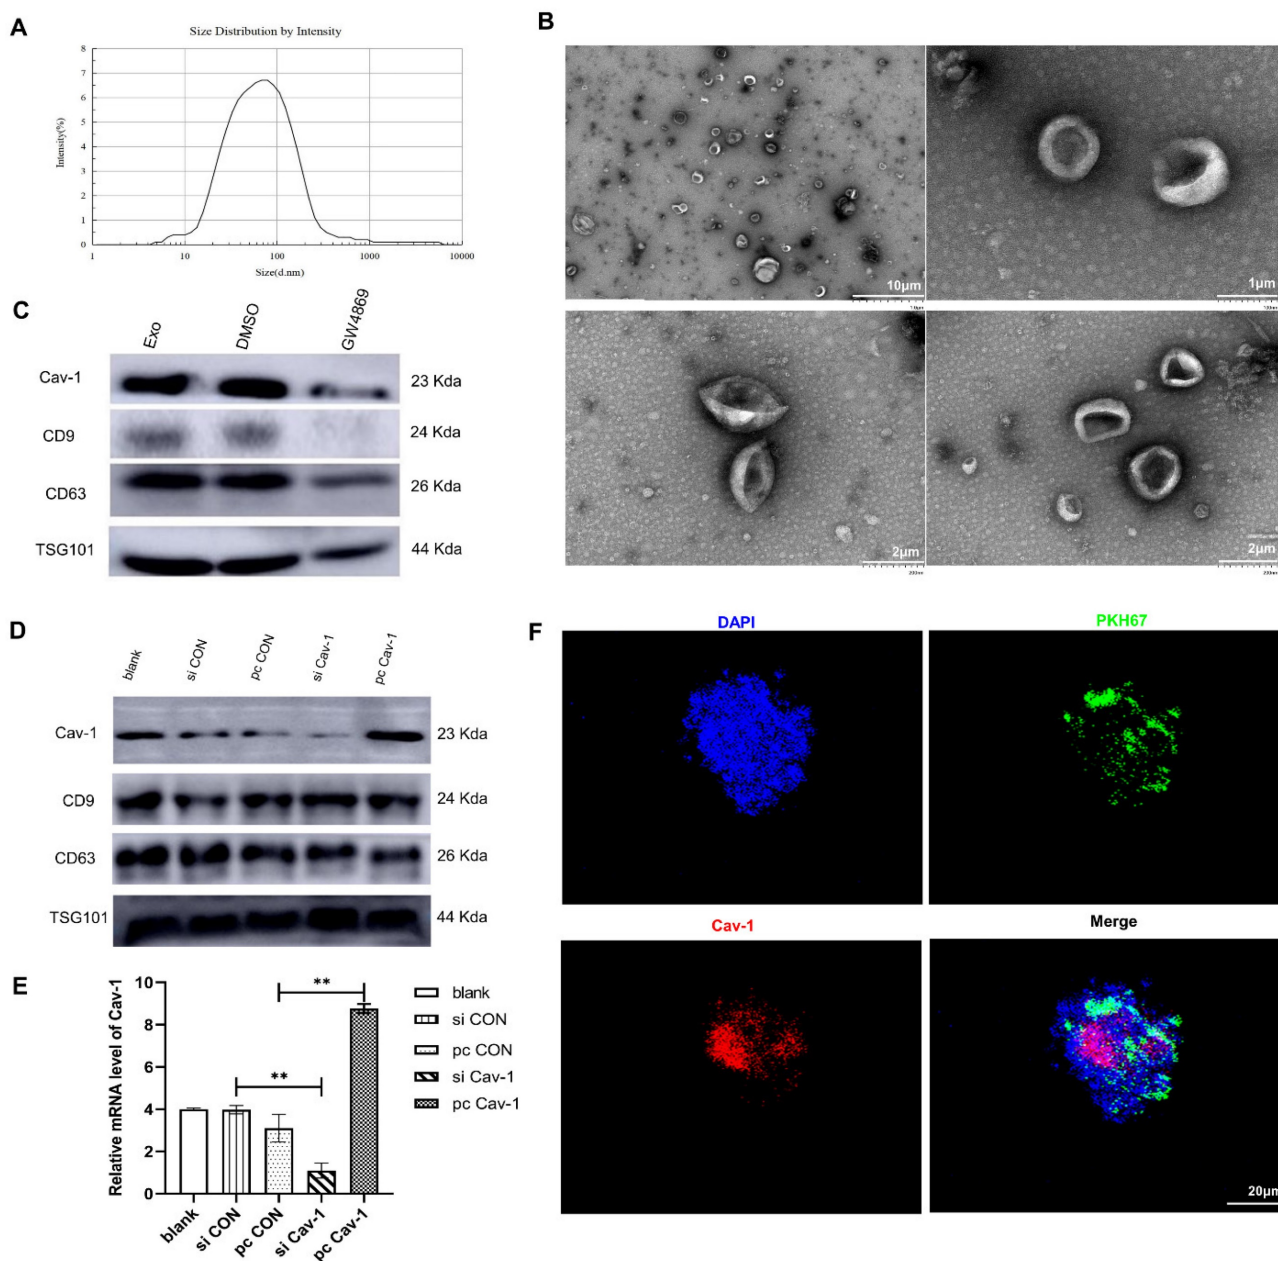 A
Size Distribution by Intensity
Intensity(%)
8
7
6
5
4
3
2
1
0
1
10
100
1000
10000
Size(d.nm)
B
10μm
1μm
2μm
200nm
2μm
200nm
C
Exo
DMSO
GW4869
Cav-1
23 Kda
CD9
24 Kda
CD63
26 Kda
TSG101
44 Kda
D
blank
si CON
pc CON
si Cav-1
pc Cav-1
Cav-1
23 Kda
CD9
24 Kda
CD63
26 Kda
TSG101
44 Kda
E
Relative mRNA level of Cav-1
10
8
6
4
2
0
**
**
blank
si CON
pc CON
si Cav-1
pc Cav-1
blank
si CON
pc CON
si Cav-1
pc Cav-1
F
DAPI
PKH67
Cav-1
Merge
20μm